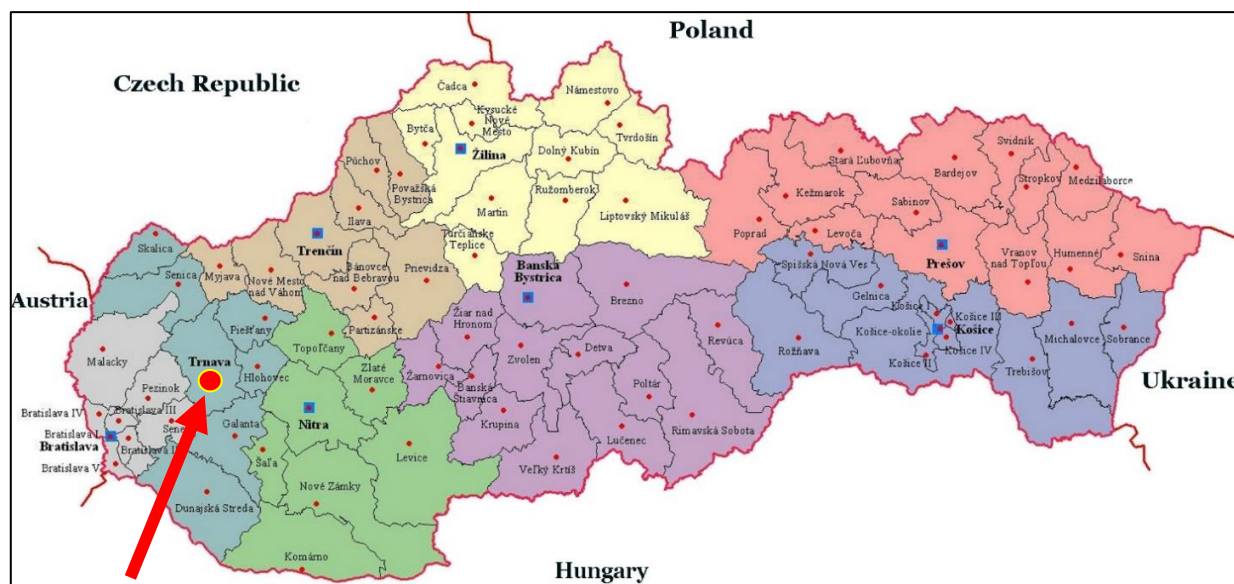 Poland
Czech Republic
Čadca
Námestovo
Kysucké
Nové
Mesto
Bytča
Tvrdošín
Žilina
Dolný Kubín
Púchov
Považská
Bystrica
Stará Ľubovňa
Bardejov
Svidník
Stropkov
Medzilaborce
Kežmarok
Sabinov
Ružomberok
Liptovský Mikuláš
Martin
Ilava
Trenčín
Turčianske
Teplice
Poprad
Levoča
Prešov
Vranov
nad Topľou
Humenné
Snina
Skalica
Senica
Myjava
Nové Mesto
nad Váhom
Bánovce
nad Bebravou
Prievidza
Banská
Bystrica
Brezno
Spišská Nová Ves
Gelnica
Austria
Partizánske
Piešťany
Topoľčany
Žiar nad
Hronom
Košice I
Košice III
Košice-okolie
Košice
Košice IV
Košice II
Michalovce
Sobrance
Malacky
Trnava
Hlohovec
Zlaté
Moravce
Žarnovica
Zvolen
Detva
Revúca
Rožňava
Trebišov
Ukraine
Pezinok
Banská
Štiavnica
Poltár
Bratislava IV
Bratislava III
Bratislava I
Sene
Bratislava
Bratislava II
Bratislava V
Galanta
Nitra
Krupina
Lučenec
Rimavská Sobota
Šaľa
Levice
Veľký Krtíš
Dunajská Streda
Nové Zámky
Komárno
Hungary